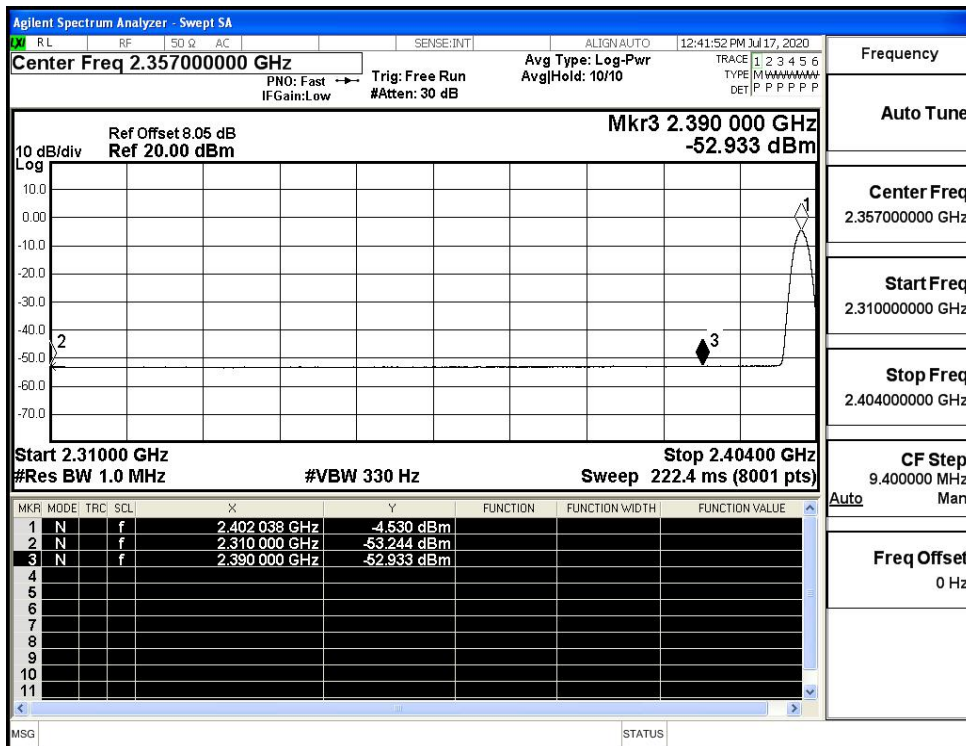 Agilent Spectrum Analyzer - Swept SA
LXI RL RF 50 Ω AC SENSE:INT ALIGN AUTO 12:41:52 PM Jul 17, 2020
Center Freq 2.357000000 GHz
PNO: Fast
IFGain:Low
Trig: Free Run
#Atten: 30 dB
Avg Type: Log-Pwr
Avg|Hold: 10/10
TRACE 1 2 3 4 5 6
TYPE M WWWWW
DET P P P P P P
Ref Offset 8.05 dB
10 dB/div Ref 20.00 dBm
Log
Mkr3 2.390 000 GHz
-52.933 dBm
10.0
0.00
-10.0
-20.0
-30.0
-40.0
-50.0
-60.0
-70.0
1
2
3
Start 2.31000 GHz Stop 2.40400 GHz
#Res BW 1.0 MHz #VBW 330 Hz Sweep 222.4 ms (8001 pts)
MKR MODE TRC SCL X Y FUNCTION FUNCTION WIDTH FUNCTION VALUE
1 N f 2.402 038 GHz -4.530 dBm
2 N f 2.310 000 GHz -53.244 dBm
3 N f 2.390 000 GHz -52.933 dBm
4
5
6
7
8
9
10
11
MSG STATUS
Frequency
Auto Tune
Center Freq
2.357000000 GHz
Start Freq
2.310000000 GHz
Stop Freq
2.404000000 GHz
CF Step
9.400000 MHz
Auto Man
Freq Offset
0 Hz